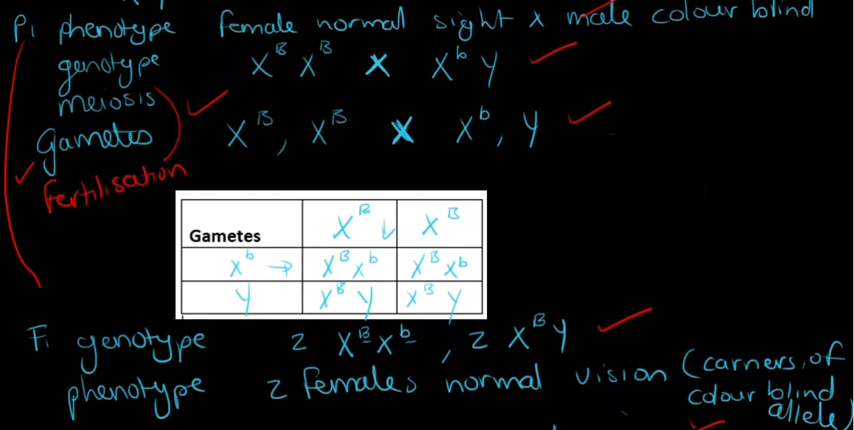 P1 phenotype female normal sight x male colour blind
genotype X^B X^B x X^b Y
meiosis
Gametes X^B, X^B x X^b, Y
fertilisation
Gametes X^B X^B
X^b → X^B X^b X^B X^b
Y X^B Y X^B Y
F1 genotype 2 X^B X^b, 2 X^B Y
phenotype 2 females normal vision (carriers of
colour blind
allele)